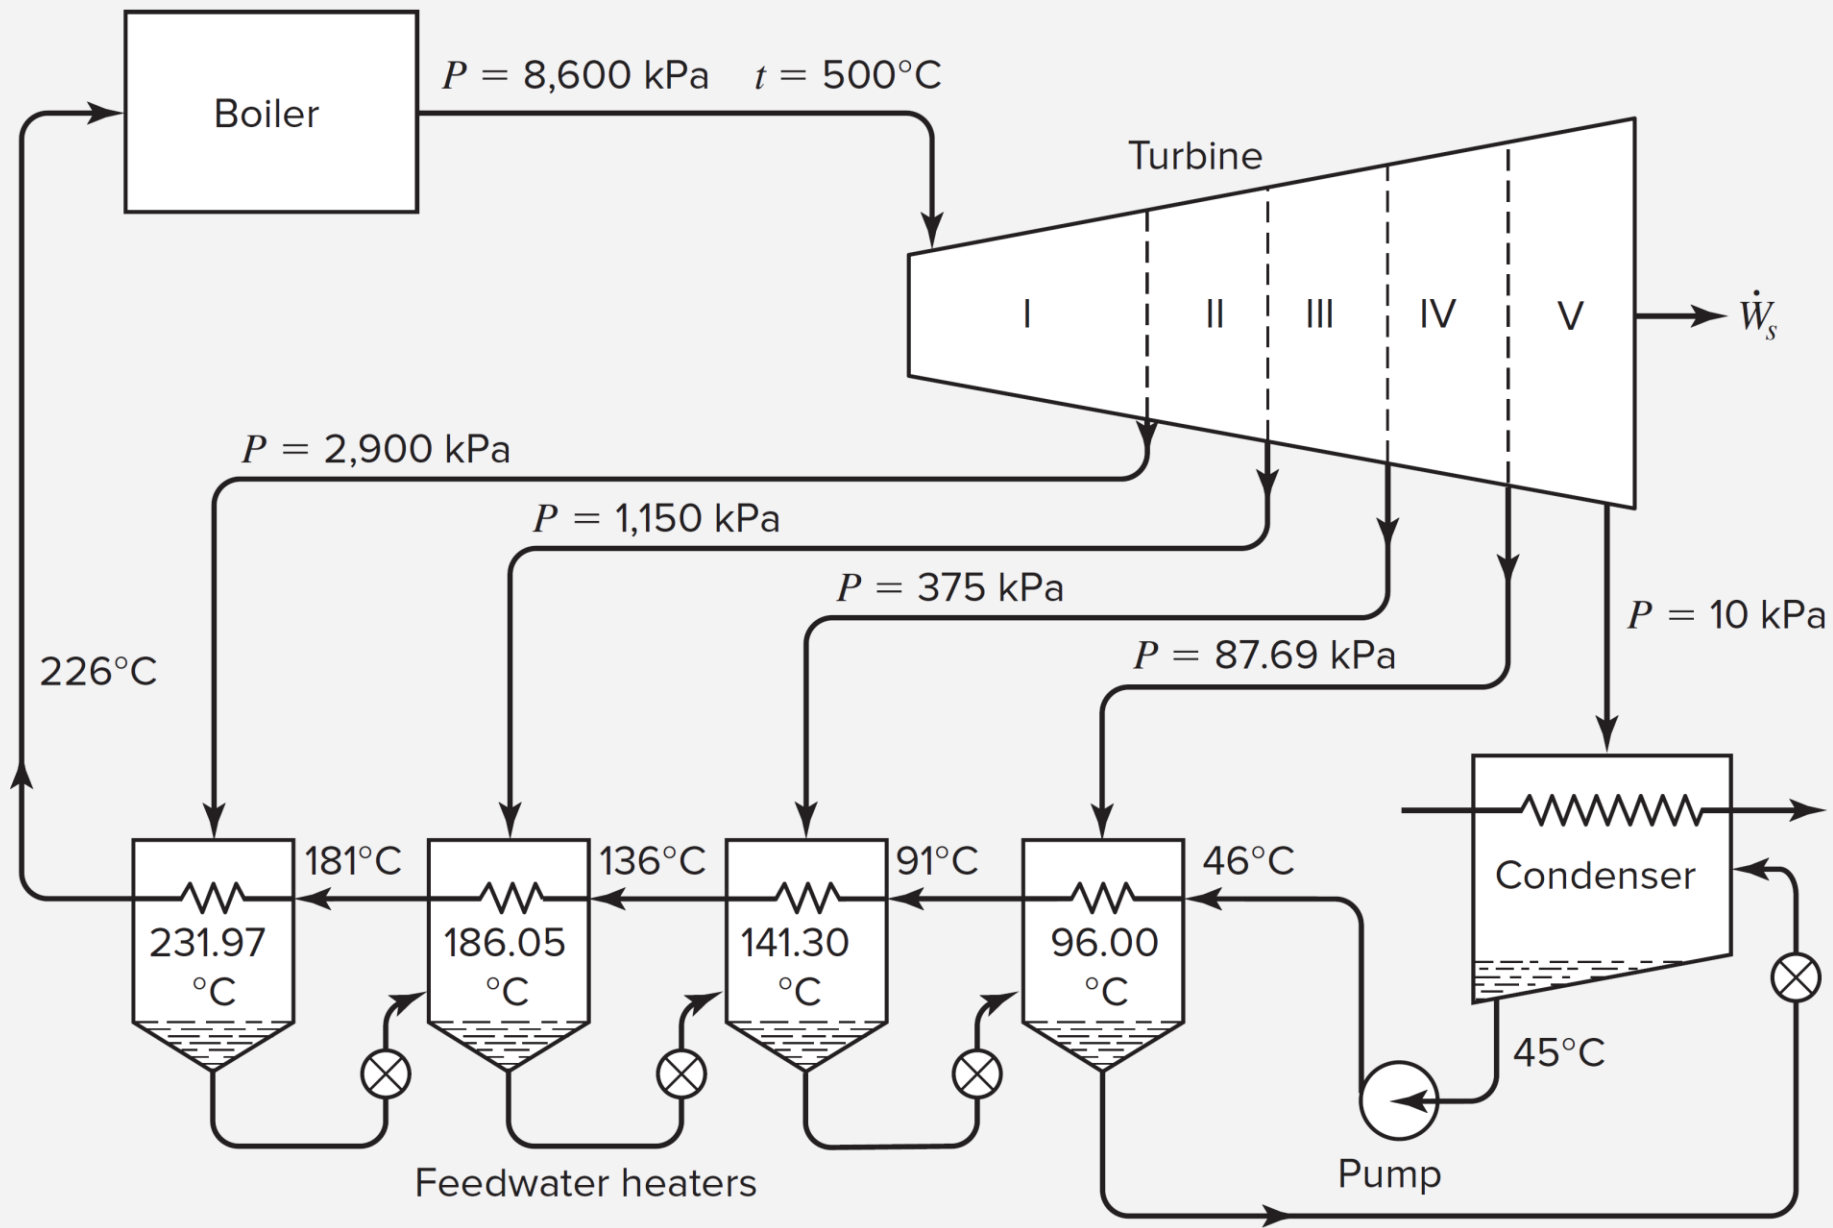 P = 8,600 kPa t = 500°C
Boiler
Turbine
I II III IV V
Ẇs
P = 2,900 kPa
P = 1,150 kPa
P = 375 kPa
P = 10 kPa
P = 87.69 kPa
226°C
181°C 136°C 91°C 46°C
Condenser
231.97
°C
186.05
°C
141.30
°C
96.00
°C
45°C
Pump
Feedwater heaters